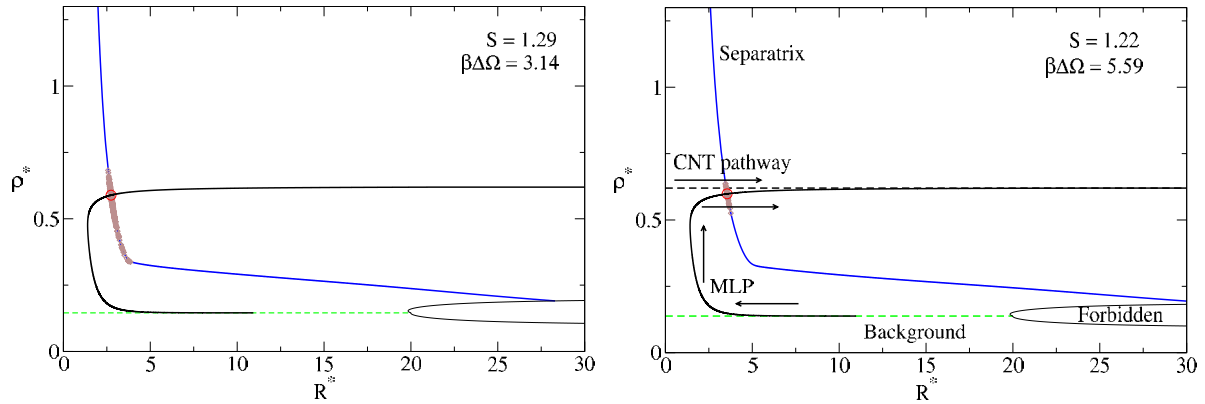 S = 1.29
βΔΩ = 3.14
1
ρ*
0.5
0
0 5 10 15 20 25 30
R*
S = 1.22
βΔΩ = 5.59
Separatrix
1
CNT pathway
ρ*
0.5
MLP
Forbidden
Background
0
0 5 10 15 20 25 30
R*